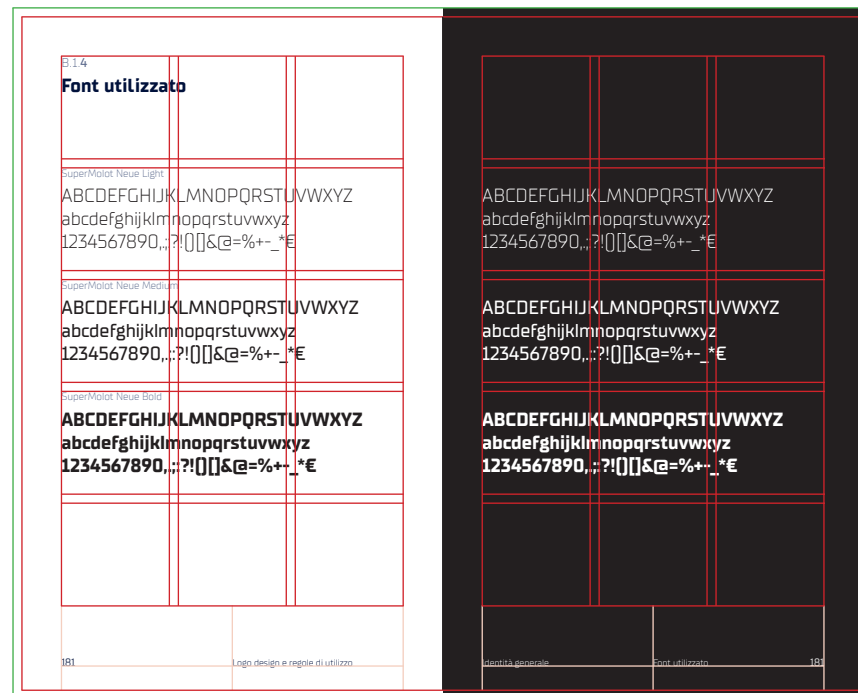 B.1.4
Font utilizzato
SuperMolot Neue Light
ABCDEFGHIJKLMNOPQRSTUVWXYZ
abcdefghijklmnopqrstuvwxyz
1234567890,.;?!()[]&@=%+-_*€
SuperMolot Neue Medium
ABCDEFGHIJKLMNOPQRSTUVWXYZ
abcdefghijklmnopqrstuvwxyz
1234567890,.;:?!()[]&@=%+-_*€
SuperMolot Neue Bold
ABCDEFGHIJKLMNOPQRSTUVWXYZ
abcdefghijklmnopqrstuvwxyz
1234567890,.;:?!()[]&@=%+-_*€
181
Logo design e regole di utilizzo
ABCDEFGHIJKLMNOPQRSTUVWXYZ
abcdefghijklmnopqrstuvwxyz
1234567890,.;?!()[]&@=%+-_*€
ABCDEFGHIJKLMNOPQRSTUVWXYZ
abcdefghijklmnopqrstuvwxyz
1234567890,.;:?!()[]&@=%+-_*€
ABCDEFGHIJKLMNOPQRSTUVWXYZ
abcdefghijklmnopqrstuvwxyz
1234567890,.;:?!()[]&@=%+-_*€
Identità generale
Font utilizzato
181